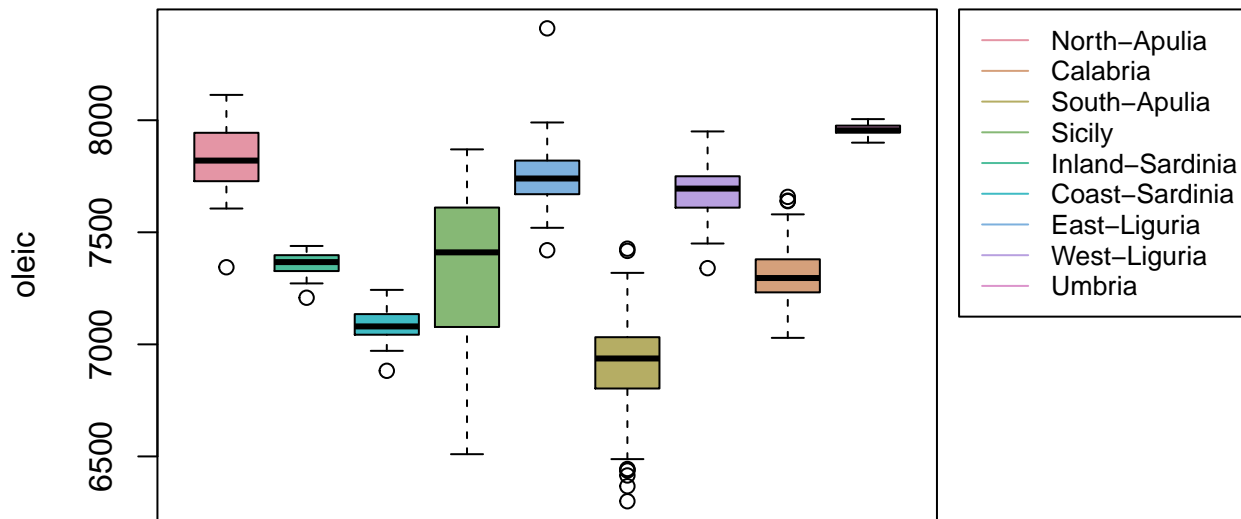 oleic
8000
7500
7000
6500
North−Apulia
Calabria
South−Apulia
Sicily
Inland−Sardinia
Coast−Sardinia
East−Liguria
West−Liguria
Umbria